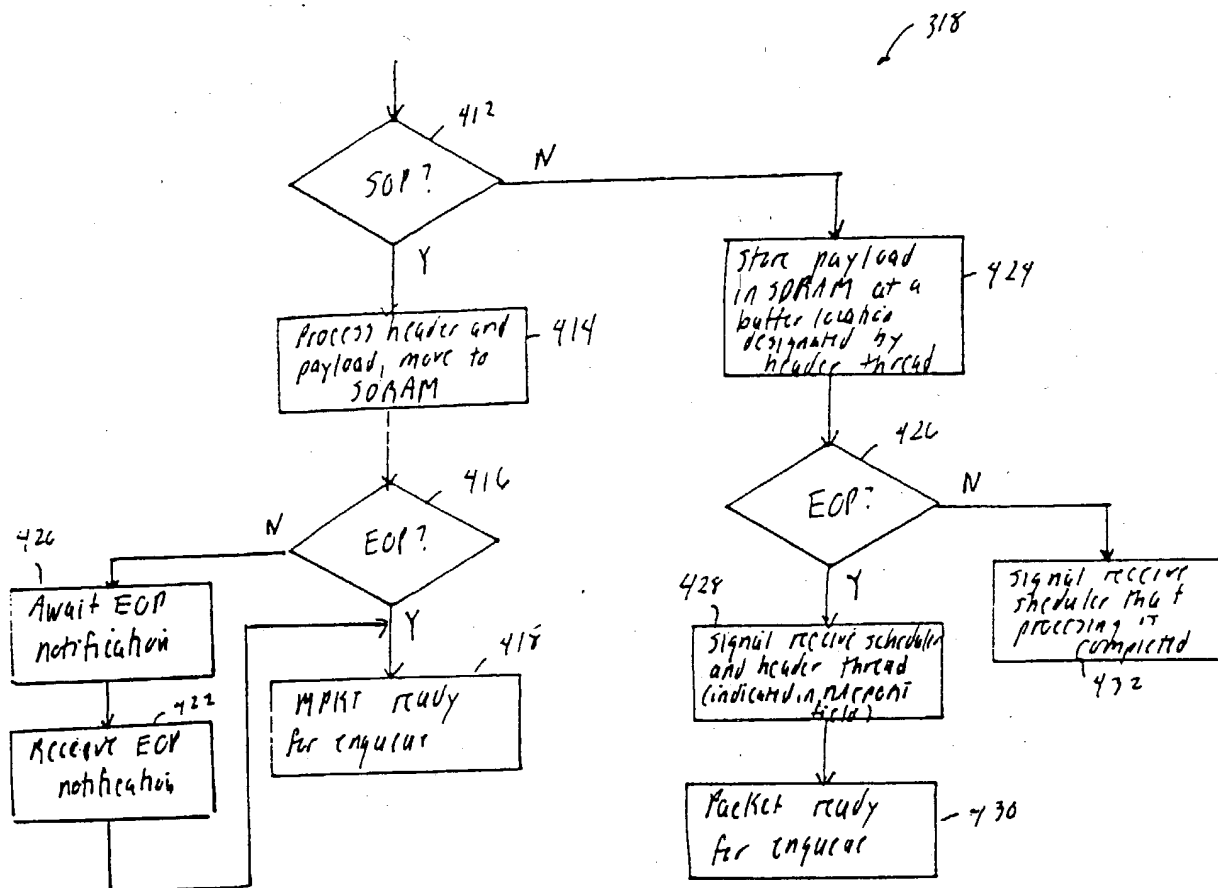 318
412
SOP?
N
Y
Store payload
in SDRAM at a
buffer location
designated by
header thread
424
Process header and
payload, move to
SDRAM
414
426
EOP?
N
Y
416
EOP?
N
Y
420
Await EOP
notification
422
Receive EOP
notification
418
MPKT ready
for enqueue
428
Signal receive scheduler
and header thread
(indicated in
field)
Signal receive
sheduler that
processing is
completed
432
Packet ready
for enqueue
430